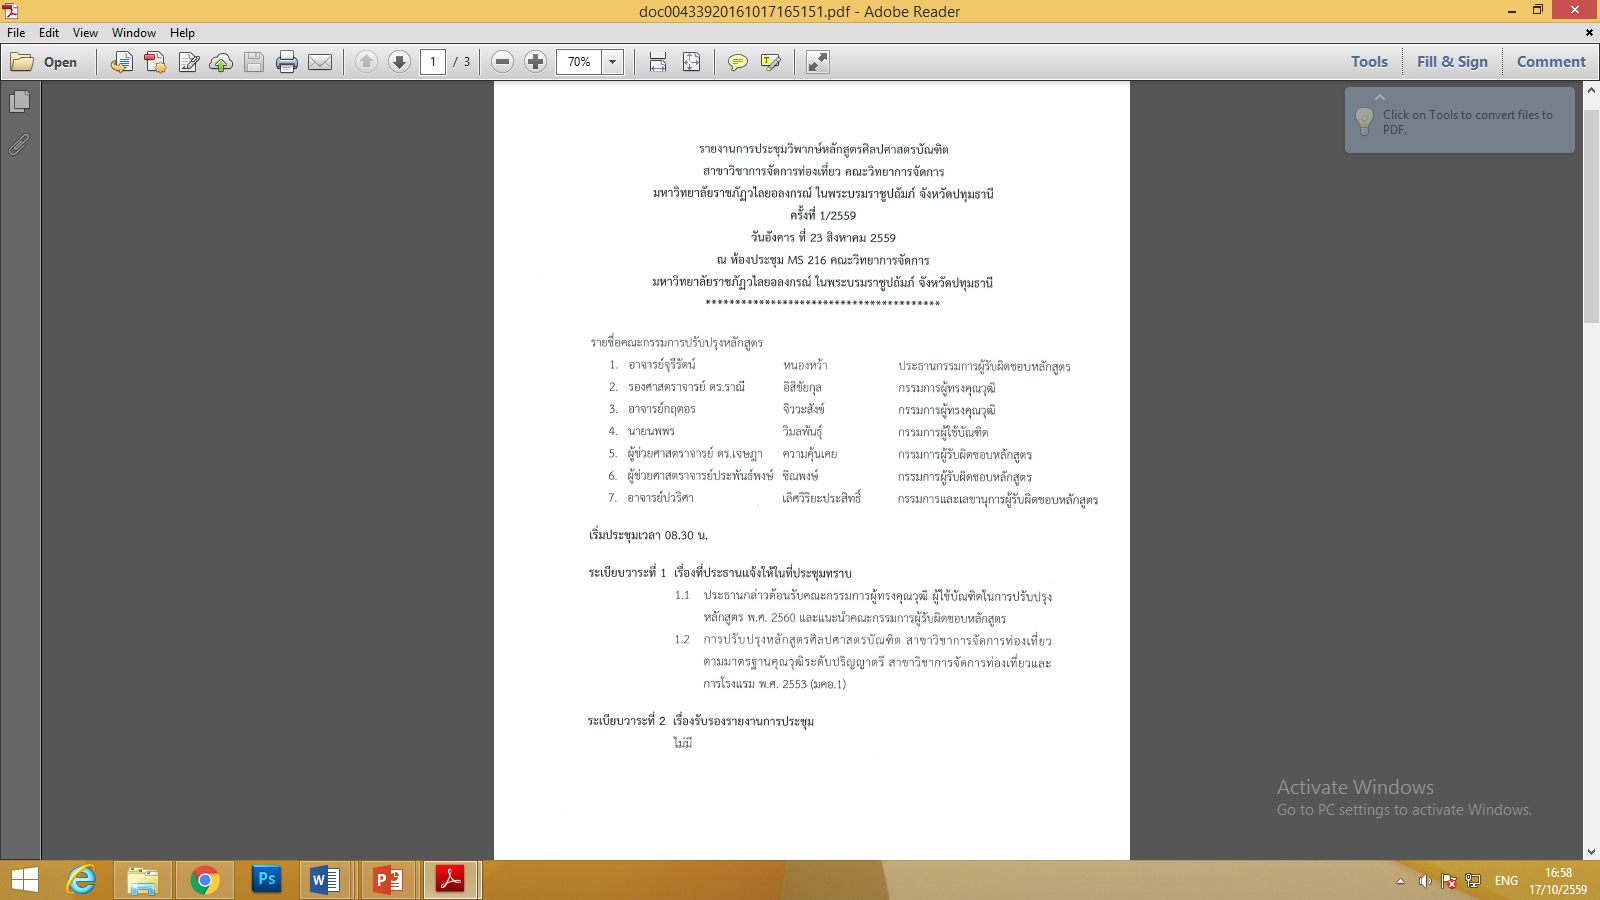 doc00433920161017165151.pdf - Adobe Reader
File Edit View Window Help
Open 1 / 3 70% Tools Fill & Sign Comment
Click on Tools to convert files to
PDF.
รายงานการประชุมวิพากษ์หลักสูตรศิลปศาสตรบัณฑิต
สาขาวิชาการจัดการท่องเที่ยว คณะวิทยาการจัดการ
มหาวิทยาลัยราชภัฏวไลยอลงกรณ์ ในพระบรมราชูปถัมภ์ จังหวัดปทุมธานี
ครั้งที่ 1/2559
วันอังคาร ที่ 23 สิงหาคม 2559
ณ ห้องประชุม MS 216 คณะวิทยาการจัดการ
มหาวิทยาลัยราชภัฏวไลยอลงกรณ์ ในพระบรมราชูปถัมภ์ จังหวัดปทุมธานี
****************************************
รายชื่อคณะกรรมการปรับปรุงหลักสูตร
1. อาจารย์จุรีรัตน์ หนองหว้า ประธานกรรมการผู้รับผิดชอบหลักสูตร
2. รองศาสตราจารย์ ดร.ราณี อิสิชัยกุล กรรมการผู้ทรงคุณวุฒิ
3. อาจารย์กฤตอร จิววะสังข์ กรรมการผู้ทรงคุณวุฒิ
4. นายนพพร วิมลพันธุ์ กรรมการผู้ใช้บัณฑิต
5. ผู้ช่วยศาสตราจารย์ ดร.เจษฎา ความคุ้นเคย กรรมการผู้รับผิดชอบหลักสูตร
6. ผู้ช่วยศาสตราจารย์ประพันธ์พงษ์ ชิณพงษ์ กรรมการผู้รับผิดชอบหลักสูตร
7. อาจารย์ปวริศา เลิศวิริยะประสิทธิ์ กรรมการและเลขานุการผู้รับผิดชอบหลักสูตร
เริ่มประชุมเวลา 08.30 น.
ระเบียบวาระที่ 1 เรื่องที่ประธานแจ้งให้ในที่ประชุมทราบ
1.1 ประธานกล่าวต้อนรับคณะกรรมการผู้ทรงคุณวุฒิ ผู้ใช้บัณฑิตในการปรับปรุง
หลักสูตร พ.ศ. 2560 และแนะนำคณะกรรมการผู้รับผิดชอบหลักสูตร
1.2 การปรับปรุงหลักสูตรศิลปศาสตรบัณฑิต สาขาวิชาการจัดการท่องเที่ยว
ตามมาตรฐานคุณวุฒิระดับปริญญาตรี สาขาวิชาการจัดการท่องเที่ยวและ
การโรงแรม พ.ศ. 2553 (มคอ.1)
ระเบียบวาระที่ 2 เรื่องรับรองรายงานการประชุม
ไม่มี
Activate Windows
Go to PC settings to activate Windows.
Ps
ENG
16:58
17/10/2559